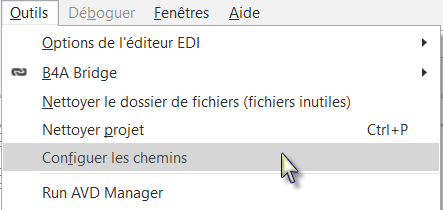 Outils Déboguer Fenêtres Aide
Options de l'éditeur EDI
B4A Bridge
Nettoyer le dossier de fichiers (fichiers inutiles)
Nettoyer projet Ctrl+P
Configuer les chemins
Run AVD Manager